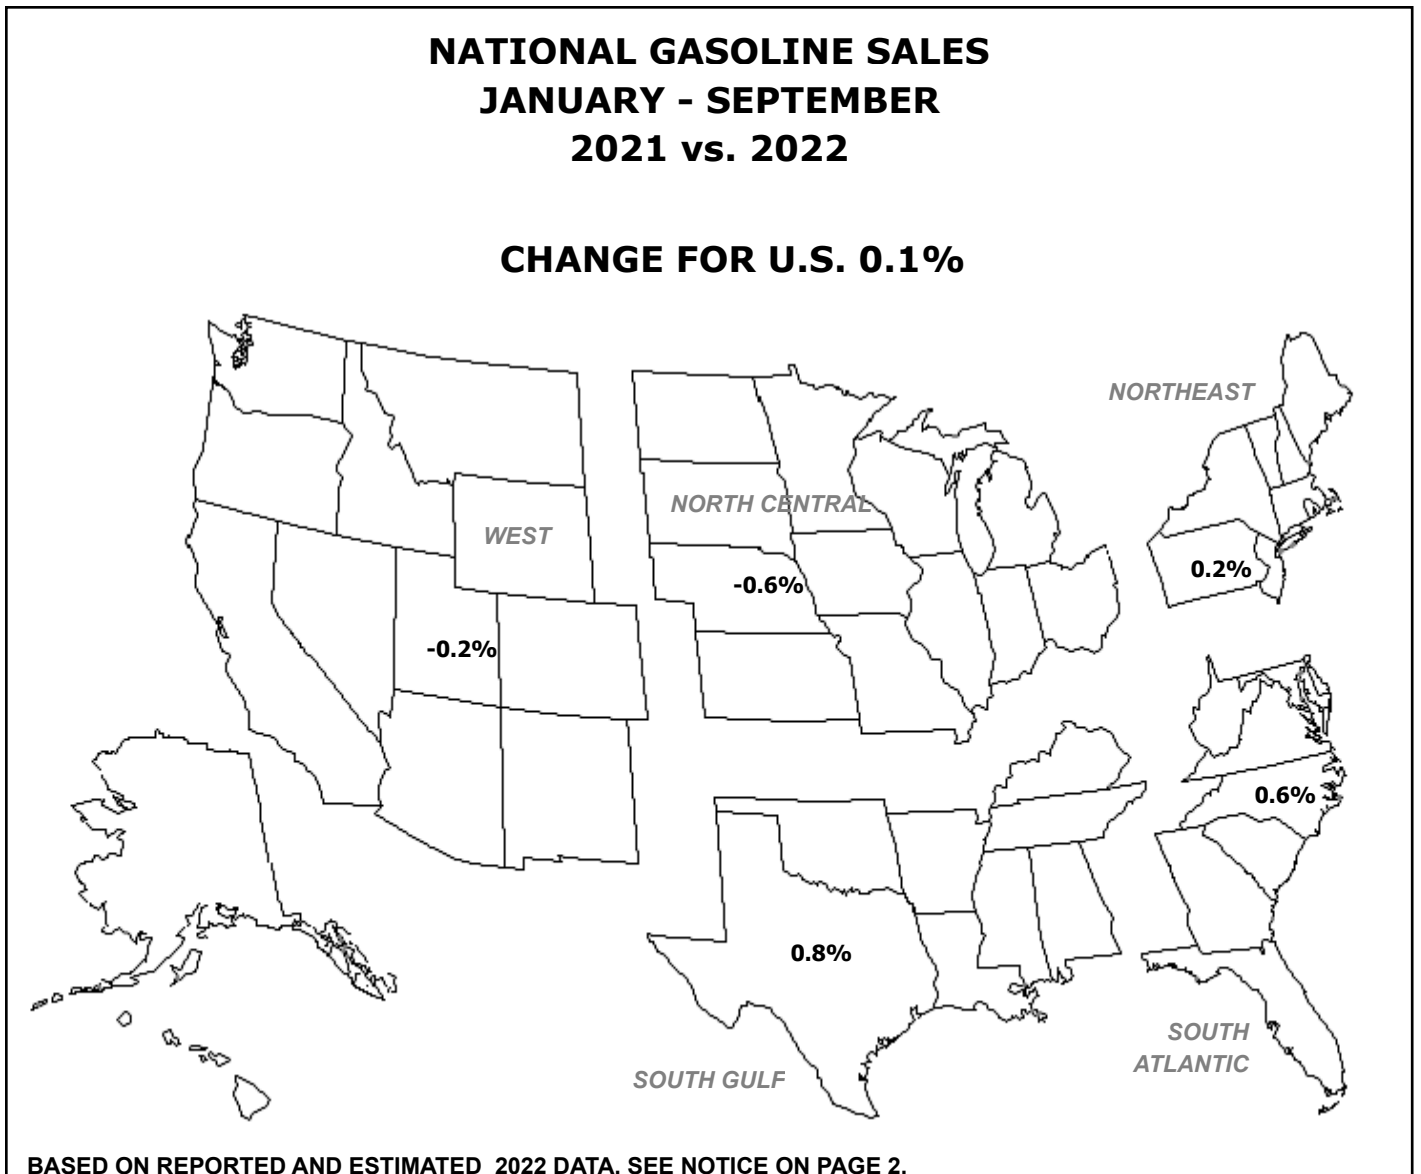 NATIONAL GASOLINE SALES
JANUARY - SEPTEMBER
2021 vs. 2022
CHANGE FOR U.S. 0.1%
NORTHEAST
NORTH CENTRAL
WEST
0.2%
-0.6%
-0.2%
0.6%
0.8%
SOUTH
ATLANTIC
SOUTH GULF
BASED ON REPORTED AND ESTIMATED  2022 DATA. SEE NOTICE ON PAGE 2.